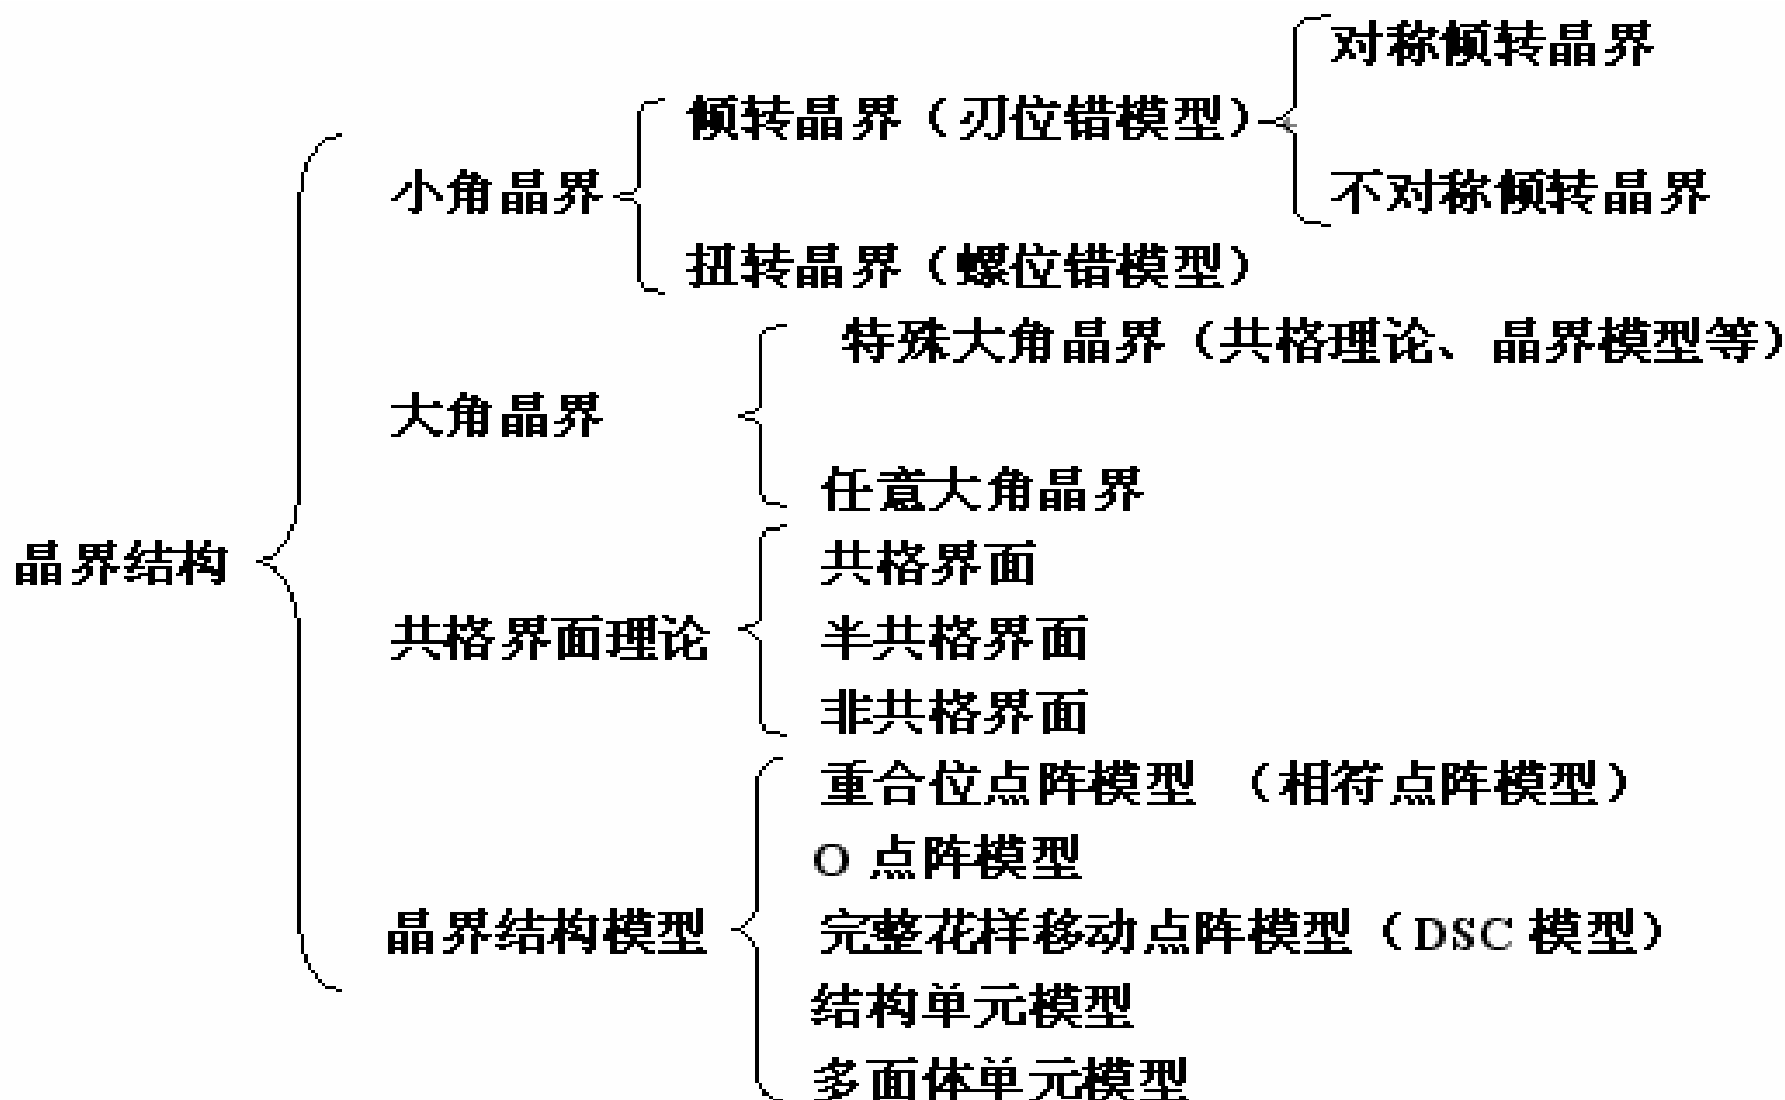 对称倾转晶界
倾转晶界（刃位错模型）
小角晶界
不对称倾转晶界
扭转晶界（螺位错模型）
特殊大角晶界（共格理论、晶界模型等）
大角晶界
任意大角晶界
晶界结构
共格界面
共格界面理论
半共格界面
非共格界面
重合位点阵模型 （相符点阵模型）
O 点阵模型
晶界结构模型
完整花样移动点阵模型（DSC 模型）
结构单元模型
多面体单元模型